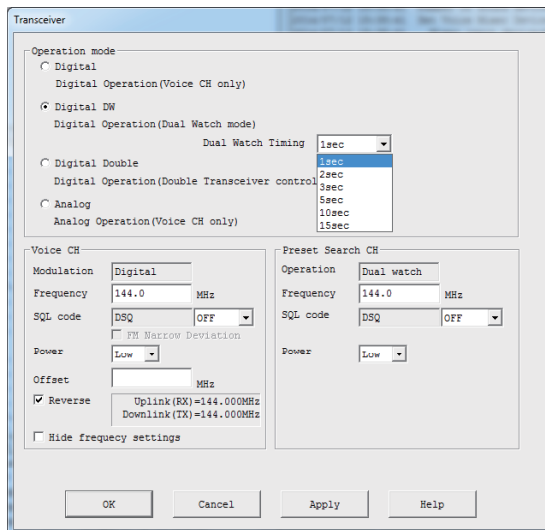 Transceiver
Operation mode
Digital
Digital Operation(Voice CH only)
Digital DW
Digital Operation(Dual Watch mode)
Dual Watch Timing 1sec
1sec
2sec
3sec
5sec
10sec
15sec
Digital Double
Digital Operation(Double Transceiver control
Analog
Analog Operation(Voice CH only)
Voice CH
Modulation Digital
Frequency 144.0 MHz
SQL code DSQ OFF
FM Narrow Deviation
Power Low
Offset MHz
Reverse Uplink(RX)=144.000MHz
Downlink(TX)=144.000MHz
Hide frequecy settings
Preset Search CH
Operation Dual watch
Frequency 144.0 MHz
SQL code DSQ OFF
Power Low
OK Cancel Apply Help